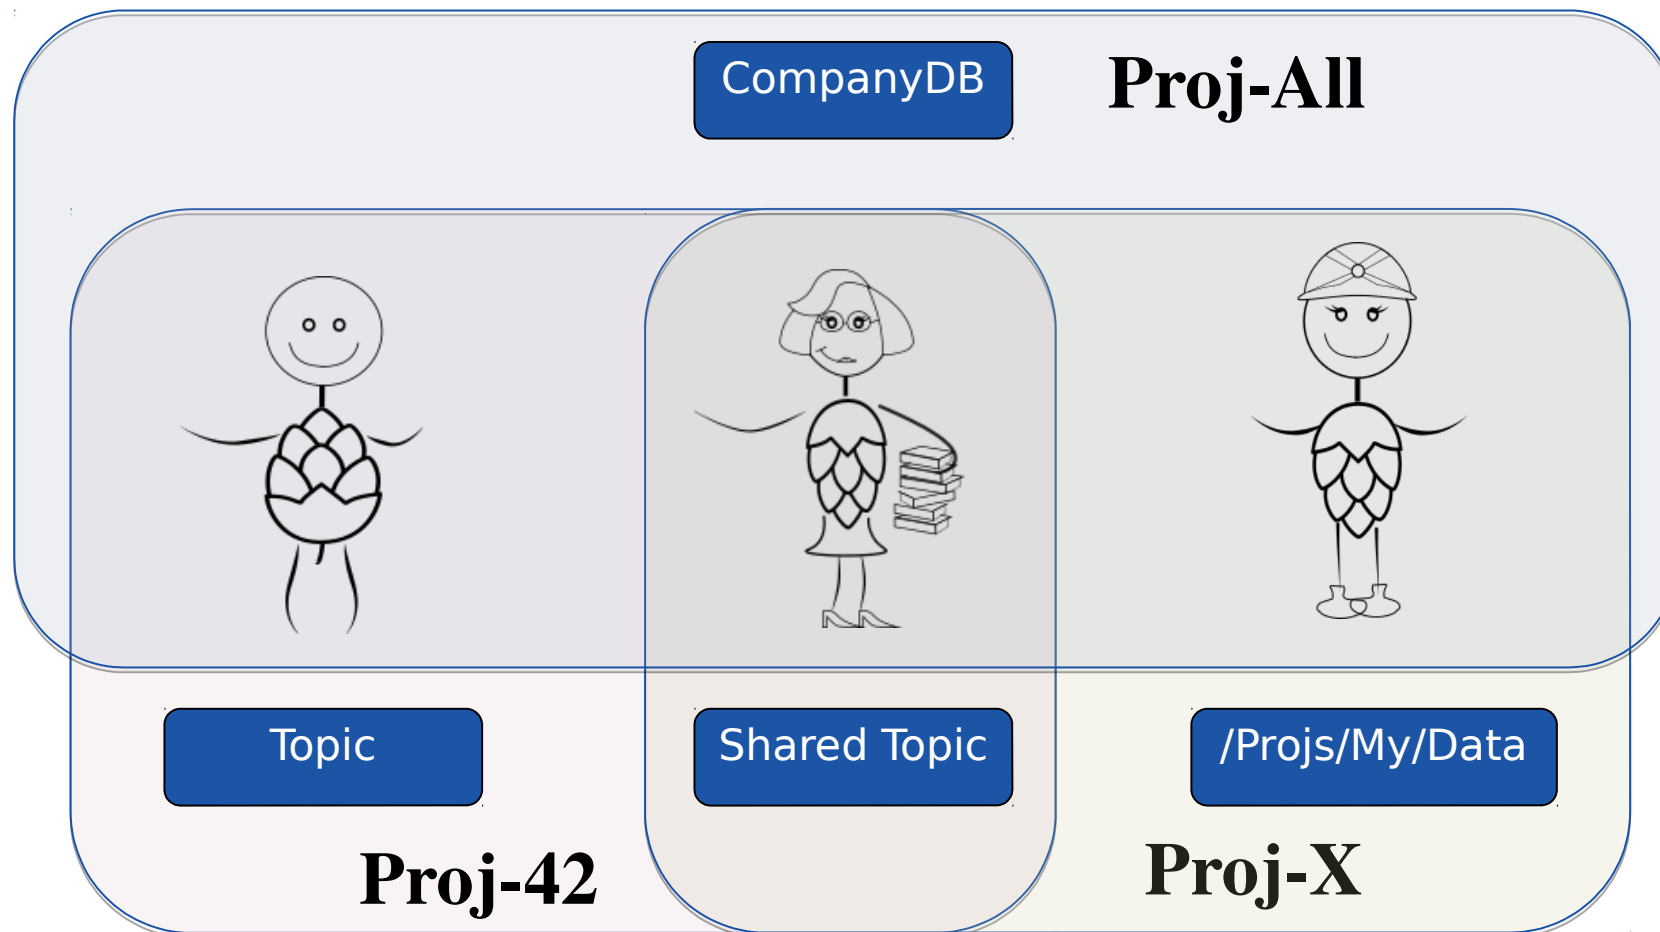 CompanyDB
Proj-All
Topic
Shared Topic
/Projs/My/Data
Proj-42
Proj-X